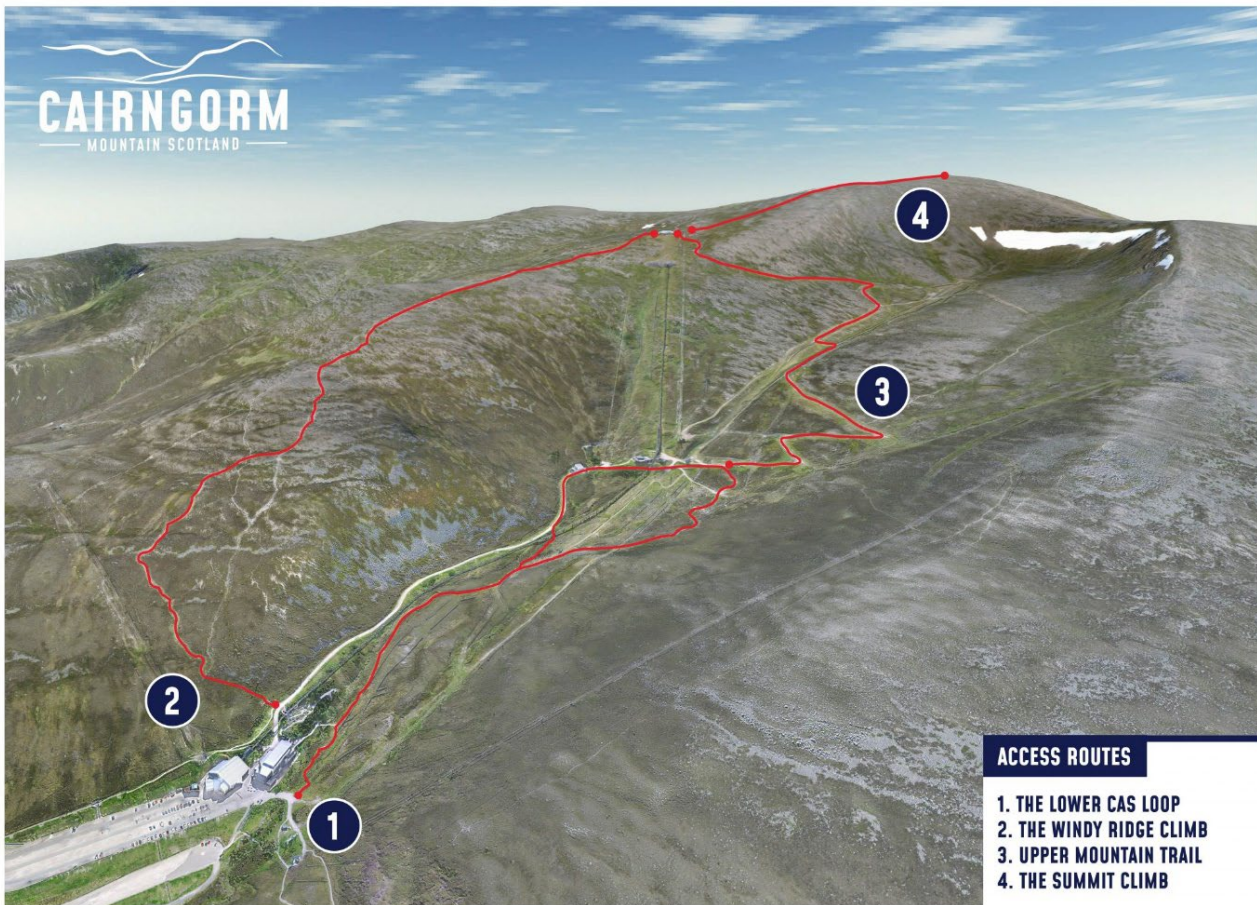 CAIRNGORM
MOUNTAIN SCOTLAND
4
3
2
1
ACCESS ROUTES
1. THE LOWER CAS LOOP
2. THE WINDY RIDGE CLIMB
3. UPPER MOUNTAIN TRAIL
4. THE SUMMIT CLIMB